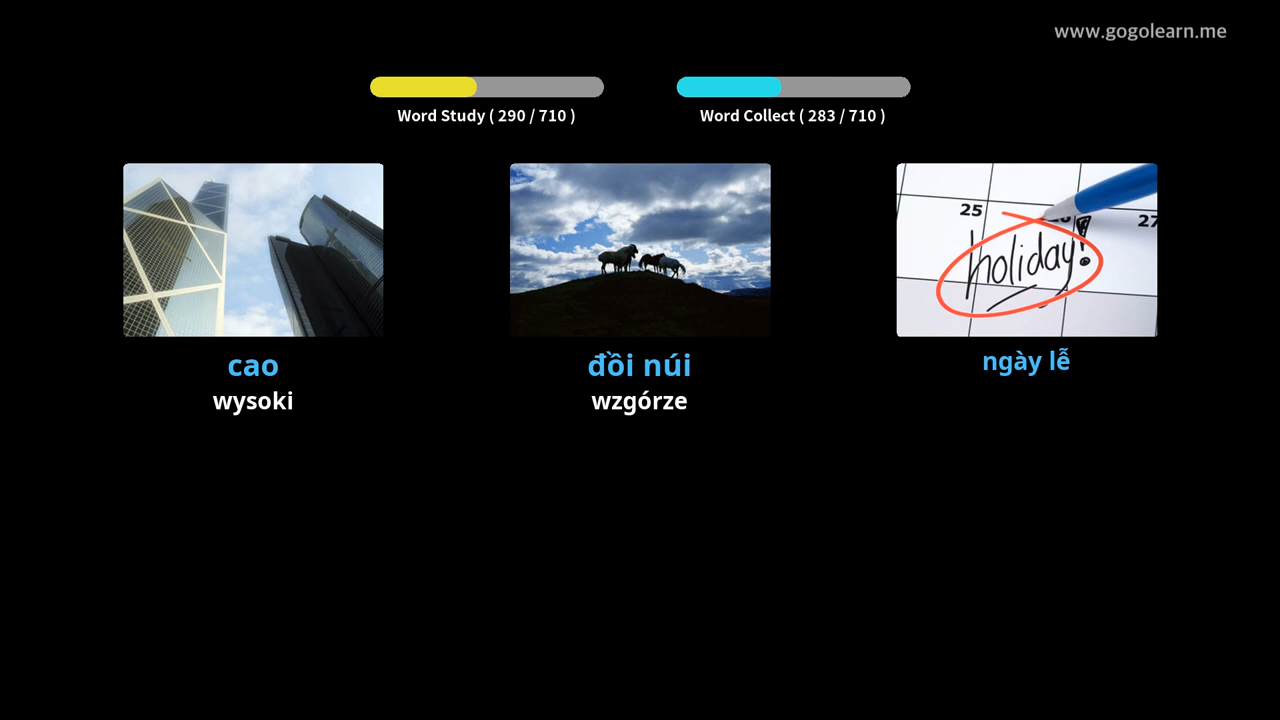 www.gogolearn.me
Word Study ( 290 / 710 )
Word Collect ( 283 / 710 )
25
27
holiday!
cao
wysoki
đồi núi
wzgórze
ngày lễ